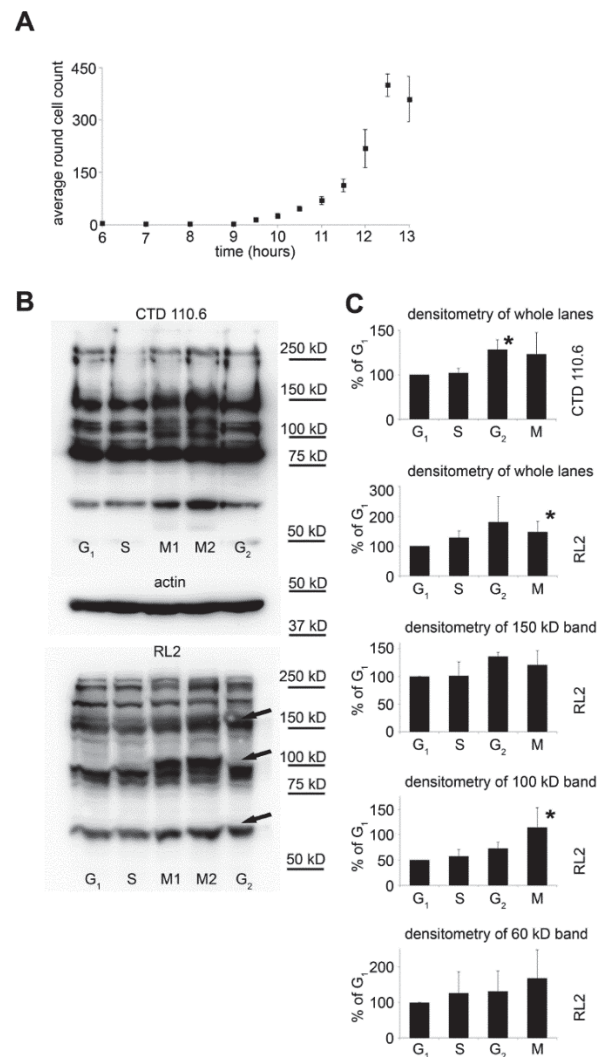 A
450
300
150
0
average round cell count
6 7 8 9 10 11 12 13
time (hours)
B
CTD 110.6
250 kD
150 kD
100 kD
75 kD
50 kD
G₁ S M1 M2 G₂
actin
50 kD
37 kD
RL2
250 kD
150 kD
100 kD
75 kD
50 kD
G₁ S M1 M2 G₂
C
densitometry of whole lanes
150
100
% of G₁
*
G₁ S G₂ M
CTD 110.6
densitometry of whole lanes
300
200
100
0
% of G₁
*
G₁ S G₂ M
RL2
densitometry of 150 kD band
150
100
50
0
% of G₁
G₁ S G₂ M
RL2
densitometry of 100 kD band
150
100
50
0
% of G₁
*
G₁ S G₂ M
RL2
densitometry of 60 kD band
200
100
0
% of G₁
G₁ S G₂ M
RL2